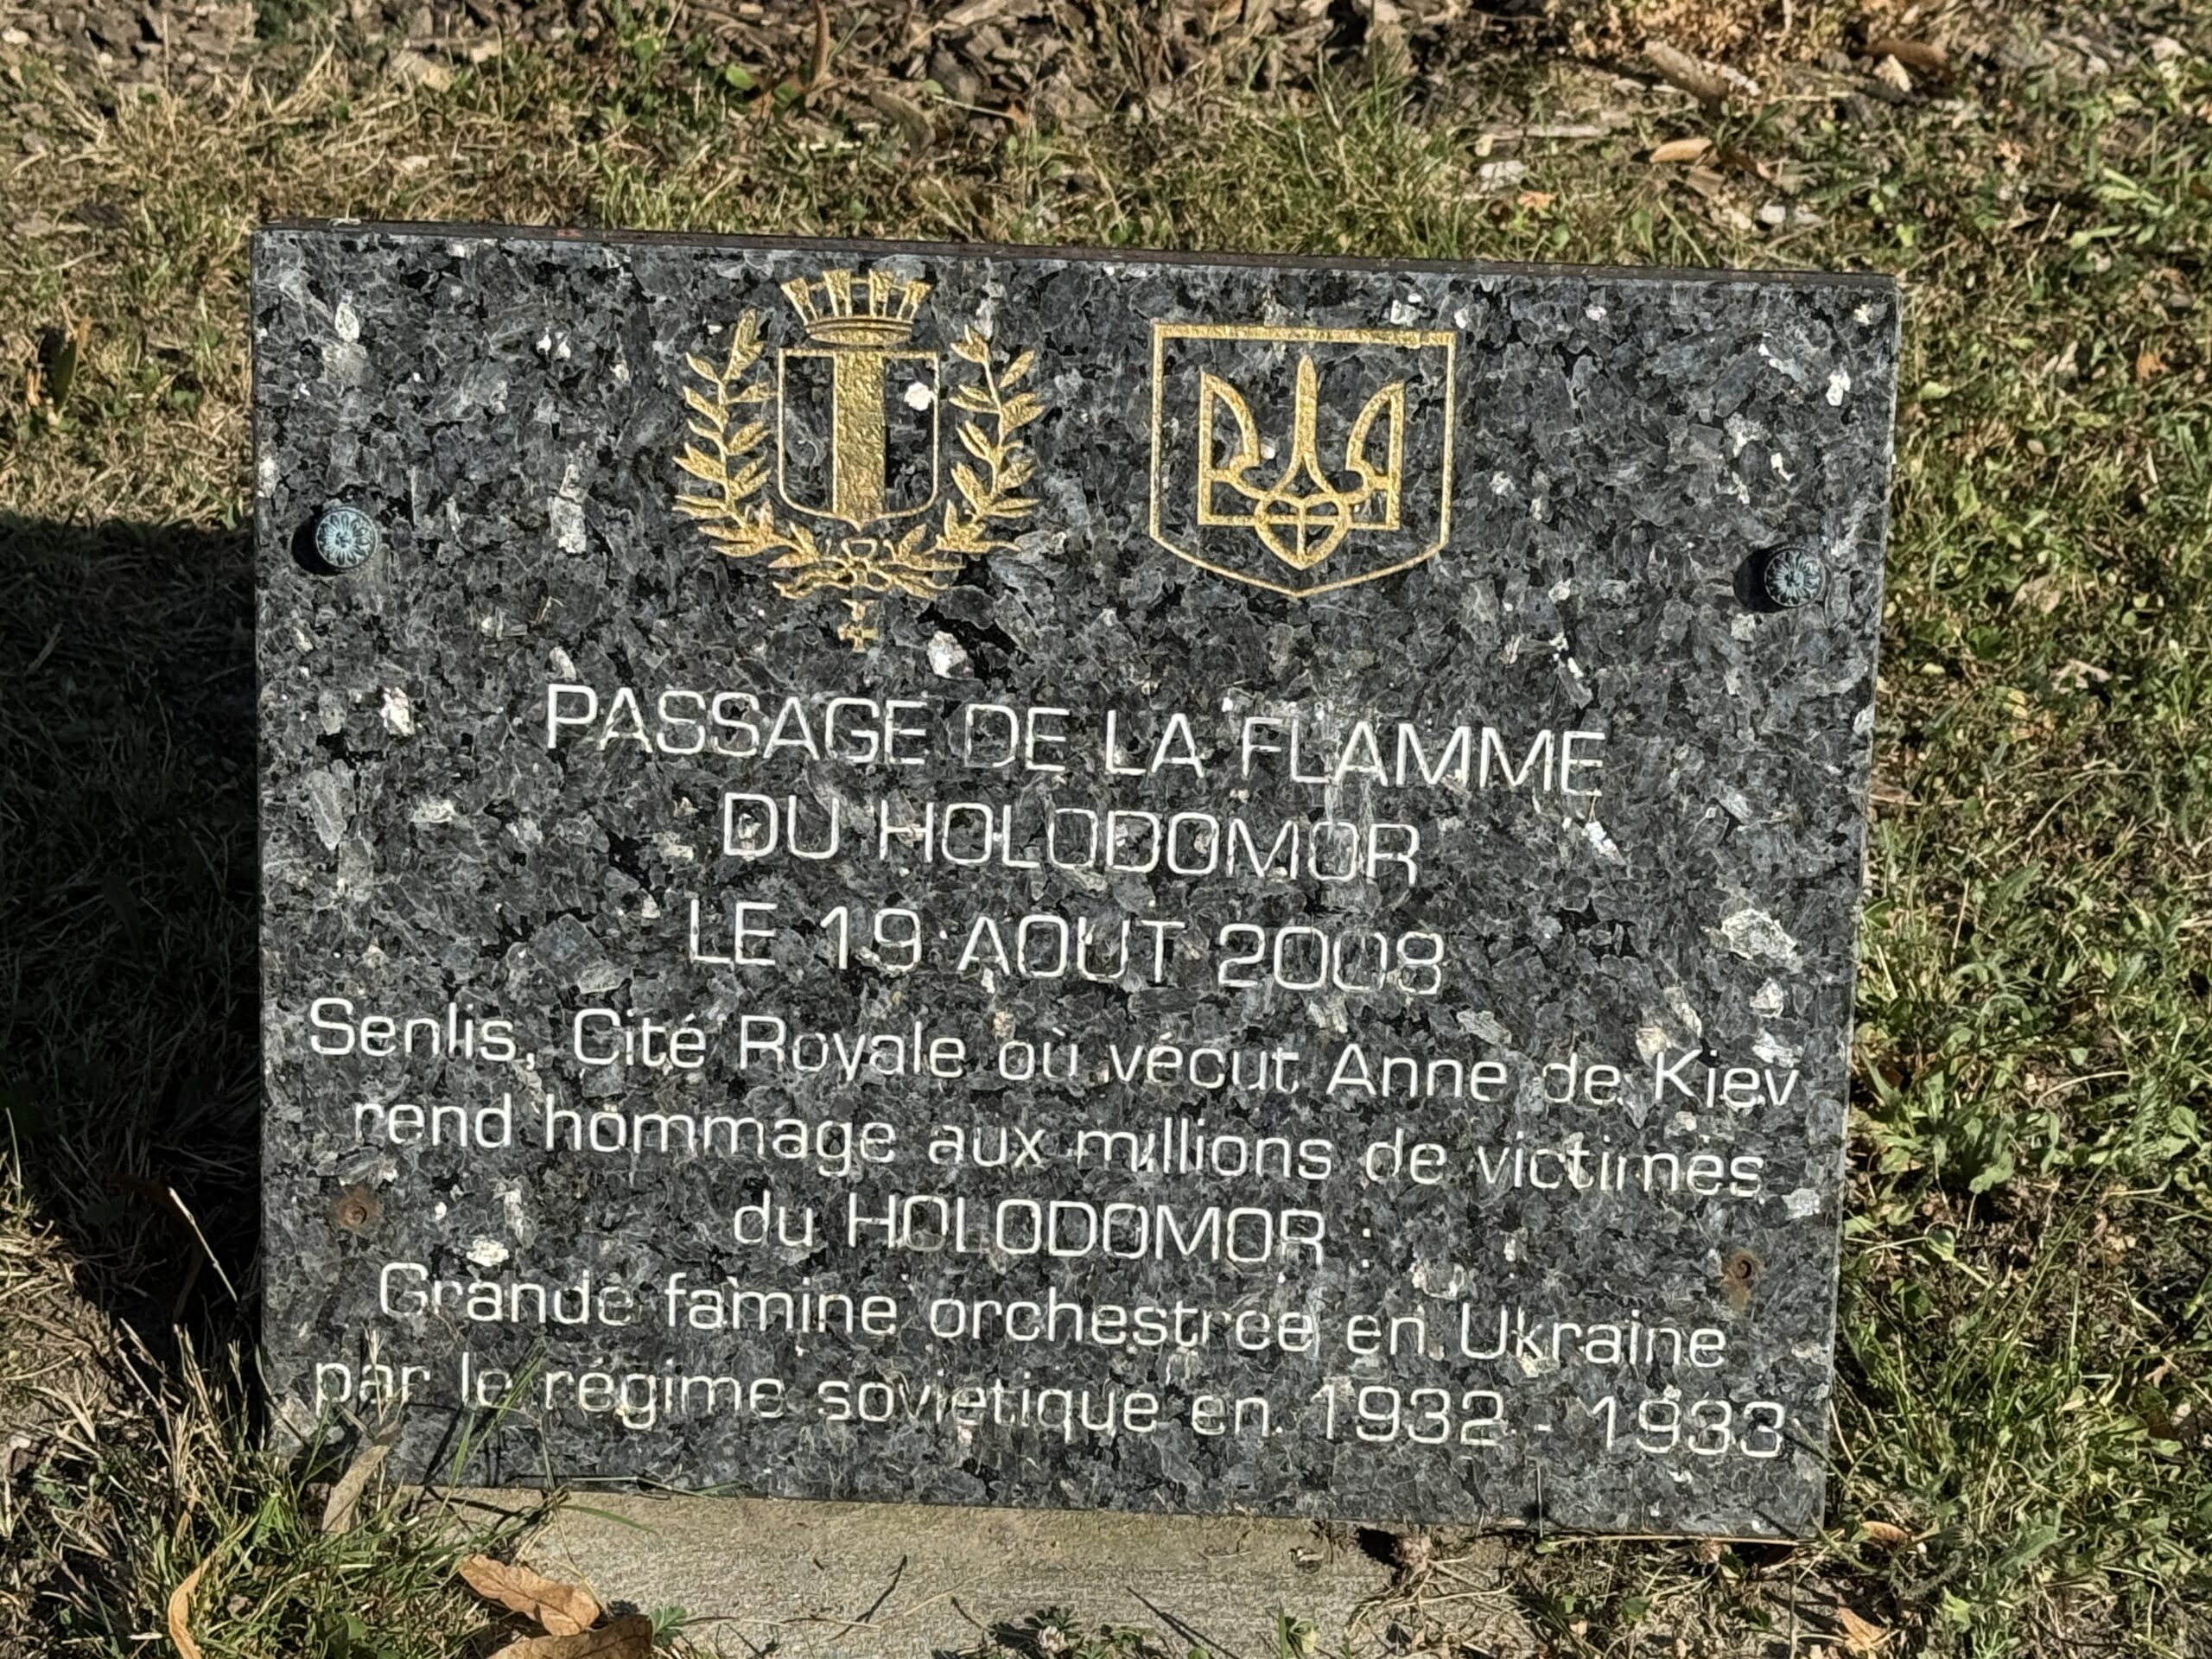 PASSAGE DE LA FLAMME
DU HOLODOMOR
LE 19 AOUT 2008
Senlis, Cité Royale où vécut Anne de Kiev
rend hommage aux millions de victimes
du HOLODOMOR :
Grande famine orchestrée en Ukraine
par le régime soviétique en 1932 - 1933